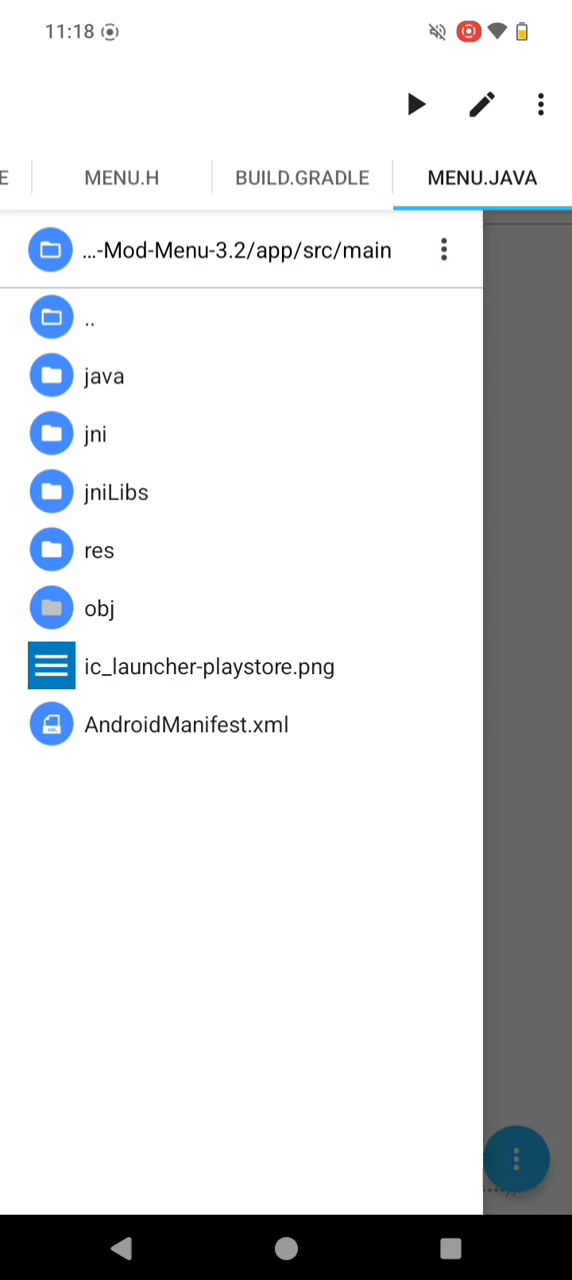 11:18
E
MENU.H
BUILD.GRADLE
MENU.JAVA
...-Mod-Menu-3.2/app/src/main
..
java
jni
jniLibs
res
obj
ic_launcher-playstore.png
AndroidManifest.xml